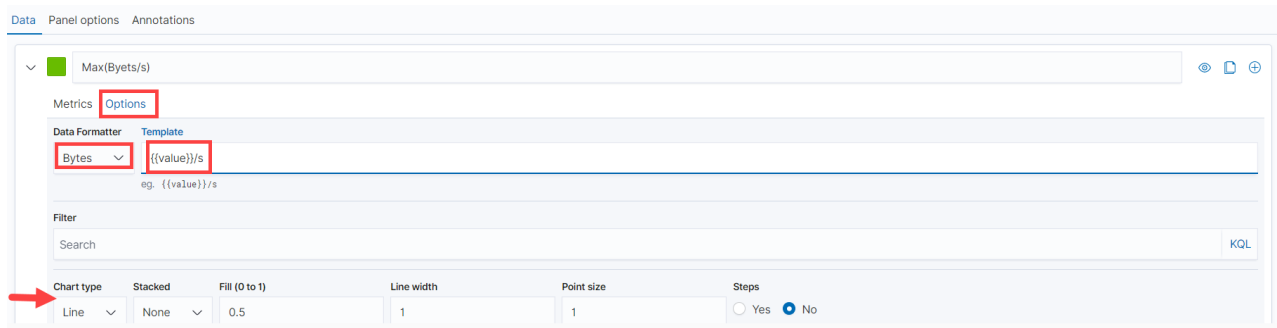 Data Panel options Annotations
Max(Byets/s)
Metrics Options
Data Formatter Template
Bytes {{value}}/s
eg. {{value}}/s
Filter
Search KQL
Chart type Stacked Fill (0 to 1) Line width Point size Steps
Line None 0.5 1 1 Yes No